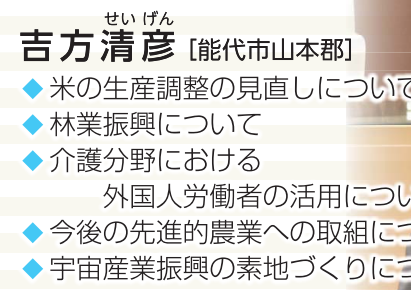 せいげん
吉方清彦［能代市山本郡］
◆米の生産調整の見直しについて
◆林業振興について
◆介護分野における
外国人労働者の活用につい
◆今後の先進的農業への取組につ
◆宇宙産業振興の素地づくりにつ